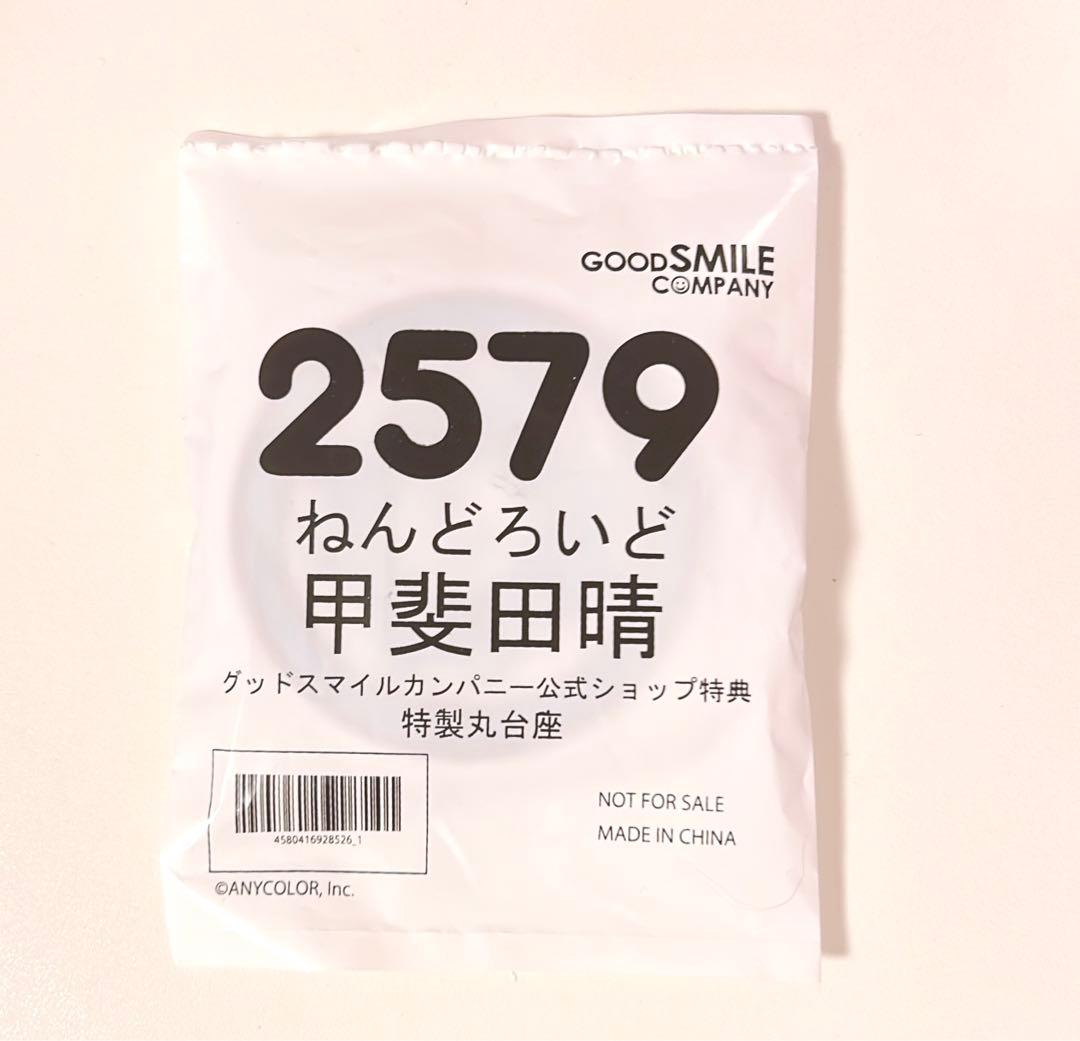 GOODSMILE
COMPANY
2579
ねんどろいど
甲斐田晴
グッドスマイルカンパニー公式ショップ特典
特製丸台座
4580416928526_1
NOT FOR SALE
MADE IN CHINA
©ANYCOLOR, Inc.